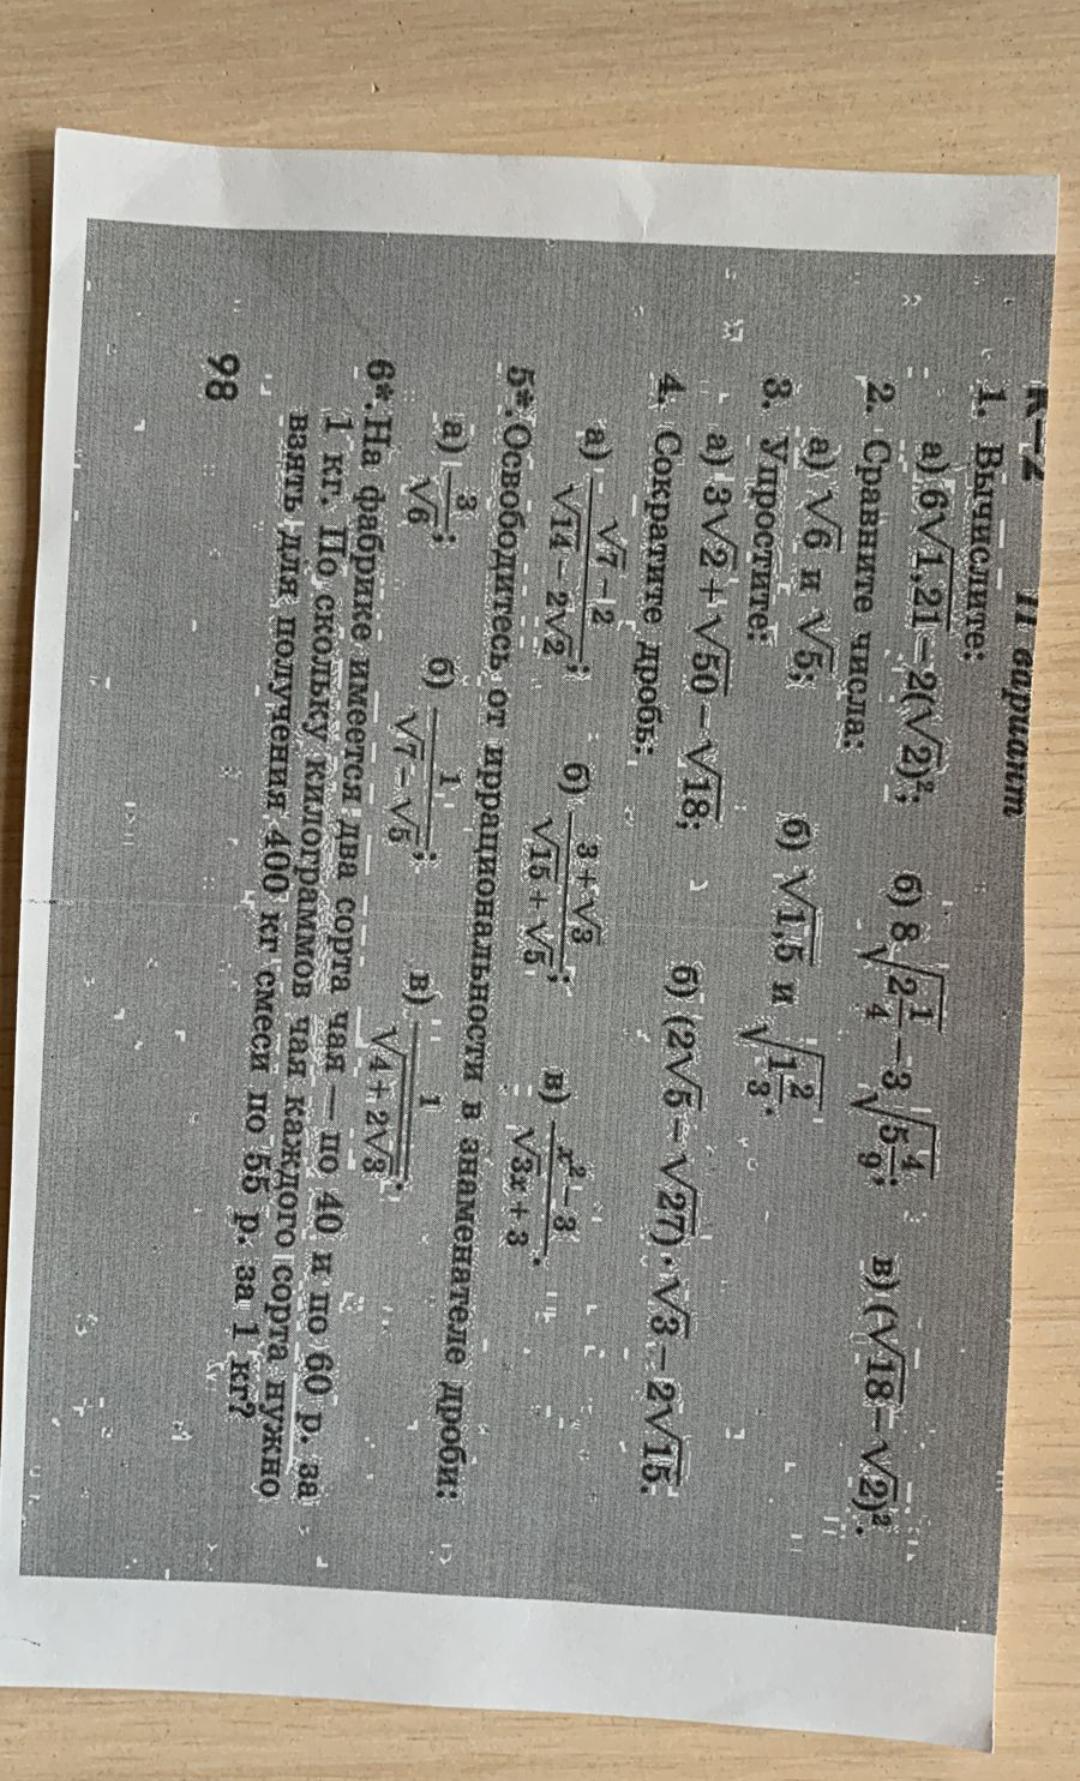 К–2 II вариант
1. Вычислите:
а) 6√1,21 – 2(√2)²; б) 8√(2 1/4) – 3√(5 4/9); в) (√18 – √2)².
2. Сравните числа:
а) √6 и √5; б) √1,5 и √(1 2/3).
3. Упростите:
а) 3√2 + √50 – √18; б) (2√5 – √27) · √3 – 2√15.
4. Сократите дробь:
а) (√7 – 2)/(√14 – 2√2); б) (3 + √3)/(√15 + √5); в) (x² – 3)/(√3x + 3).
5*. Освободитесь от иррациональности в знаменателе дроби:
а) 3/√6; б) 1/(√7 – √5); в) 1/√(4 + 2√3).
6*. На фабрике имеется два сорта чая — по 40 и по 60 р. за
1 кг. По скольку килограммов чая каждого сорта нужно
взять для получения 400 кг смеси по 55 р. за 1 кг?
98